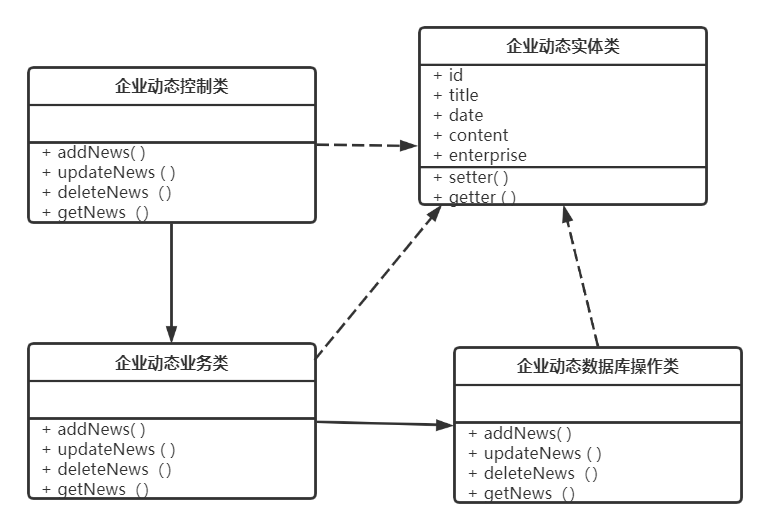 企业动态控制类
+ addNews( )
+ updateNews ( )
+ deleteNews  ()
+ getNews  ()
企业动态实体类
+ id
+ title
+ date
+ content
+ enterprise
+ setter( )
+ getter ( )
企业动态业务类
+ addNews( )
+ updateNews ( )
+ deleteNews  ()
+ getNews  ()
企业动态数据库操作类
+ addNews( )
+ updateNews ( )
+ deleteNews  ()
+ getNews  ()